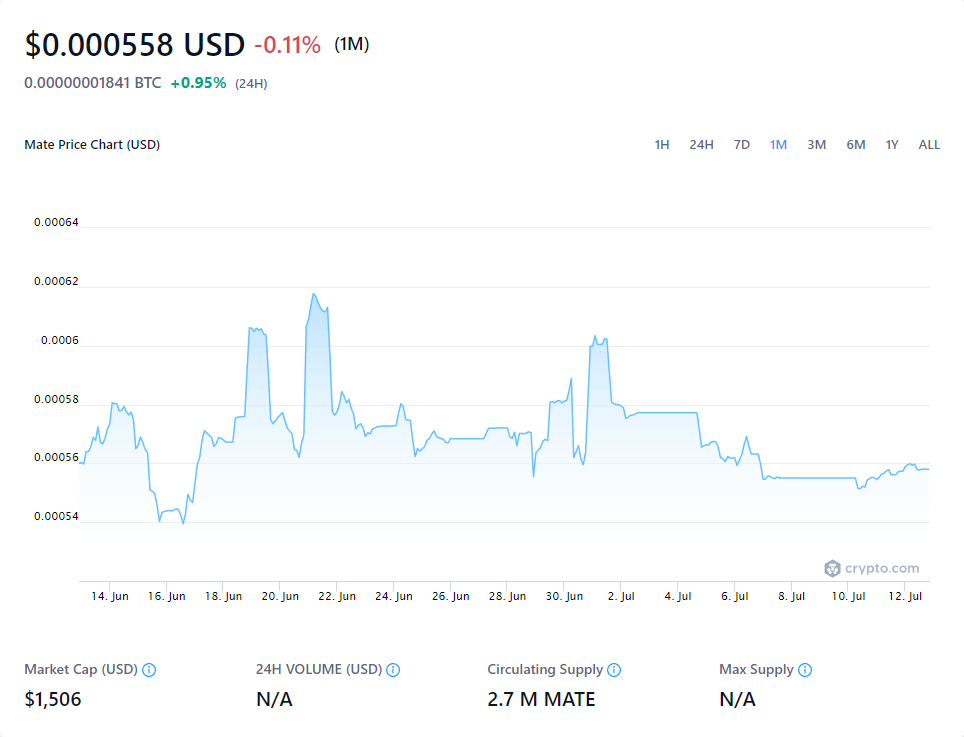 $0.000558 USD -0.11% (1M)
0.00000001841 BTC +0.95% (24H)
Mate Price Chart (USD)
1H 24H 7D 1M 3M 6M 1Y ALL
0.00064
0.00062
0.0006
0.00058
0.00056
0.00054
crypto.com
14. Jun 16. Jun 18. Jun 20. Jun 22. Jun 24. Jun 26. Jun 28. Jun 30. Jun 2. Jul 4. Jul 6. Jul 8. Jul 10. Jul 12. Jul
Market Cap (USD) 24H VOLUME (USD) Circulating Supply Max Supply
$1,506 N/A 2.7 M MATE N/A